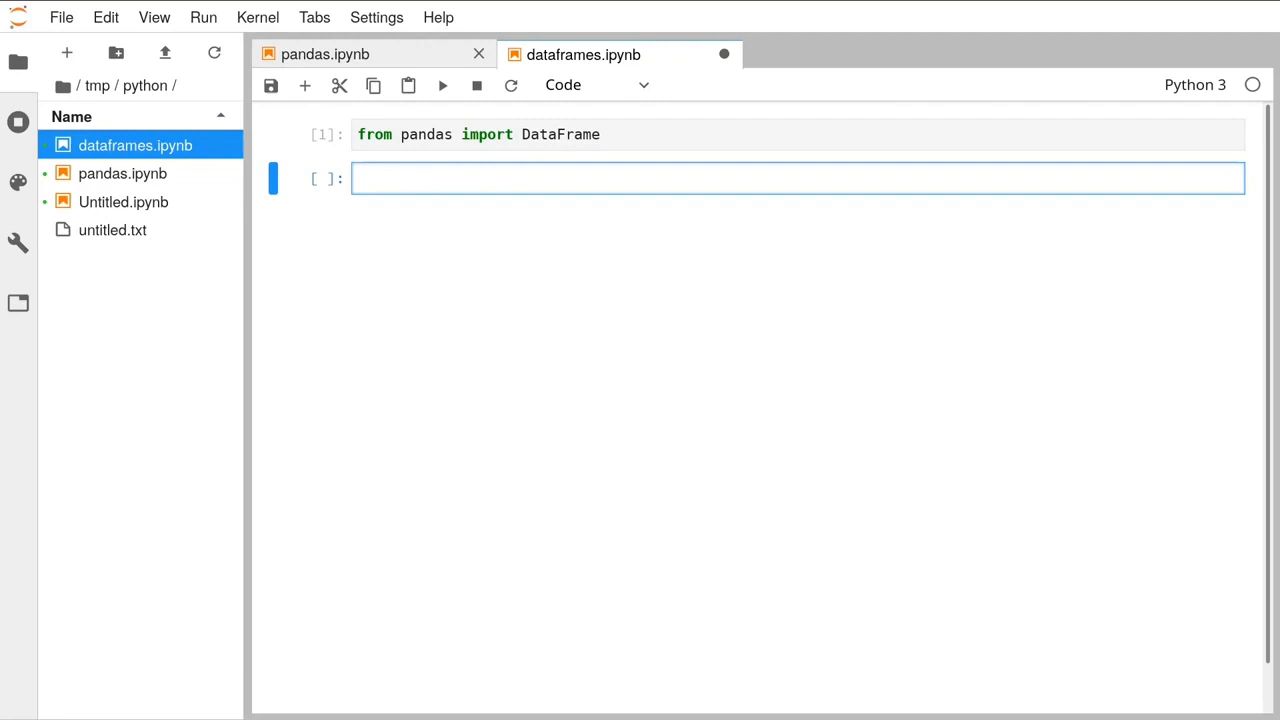 File Edit View Run Kernel Tabs Settings Help
/ tmp / python /
Name
dataframes.ipynb
pandas.ipynb
Untitled.ipynb
untitled.txt
pandas.ipynb
dataframes.ipynb
Code
Python 3
[1]: from pandas import DataFrame
[ ]: